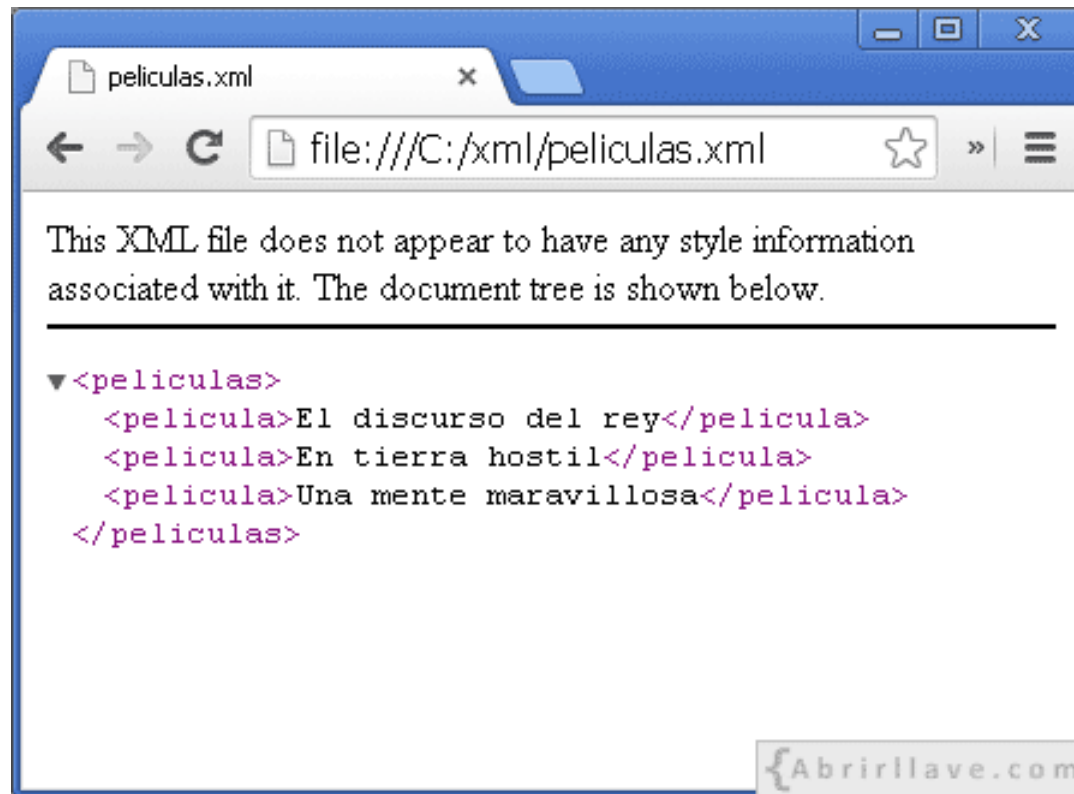 peliculas.xml
file:///C:/xml/peliculas.xml
This XML file does not appear to have any style information
associated with it. The document tree is shown below.
<peliculas>
<pelicula>El discurso del rey</pelicula>
<pelicula>En tierra hostil</pelicula>
<pelicula>Una mente maravillosa</pelicula>
</peliculas>
{Abrirllave.com